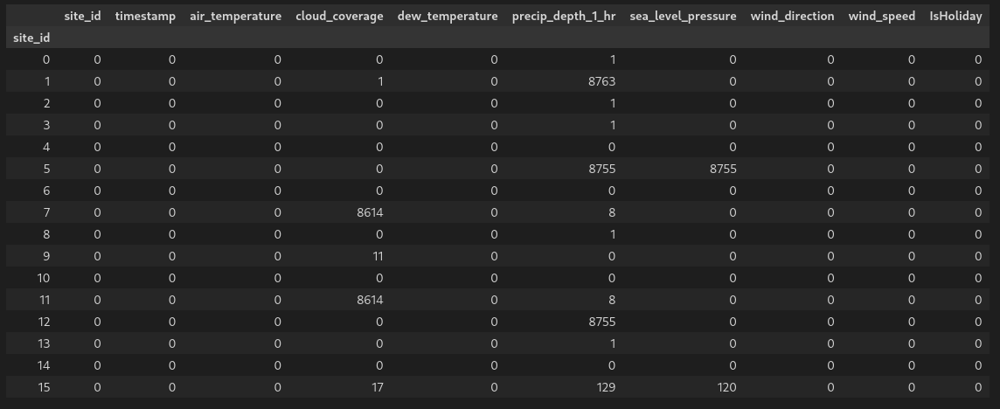 site_id timestamp air_temperature cloud_coverage dew_temperature precip_depth_1_hr sea_level_pressure wind_direction wind_speed IsHoliday
site_id
0 0 0 0 0 0 1 0 0 0 0
1 0 0 0 1 0 8763 0 0 0 0
2 0 0 0 0 0 1 0 0 0 0
3 0 0 0 0 0 1 0 0 0 0
4 0 0 0 0 0 0 0 0 0 0
5 0 0 0 0 0 8755 8755 0 0 0
6 0 0 0 0 0 0 0 0 0 0
7 0 0 0 8614 0 8 0 0 0 0
8 0 0 0 0 0 1 0 0 0 0
9 0 0 0 11 0 0 0 0 0 0
10 0 0 0 0 0 0 0 0 0 0
11 0 0 0 8614 0 8 0 0 0 0
12 0 0 0 0 0 8755 0 0 0 0
13 0 0 0 0 0 1 0 0 0 0
14 0 0 0 0 0 0 0 0 0 0
15 0 0 0 17 0 129 120 0 0 0